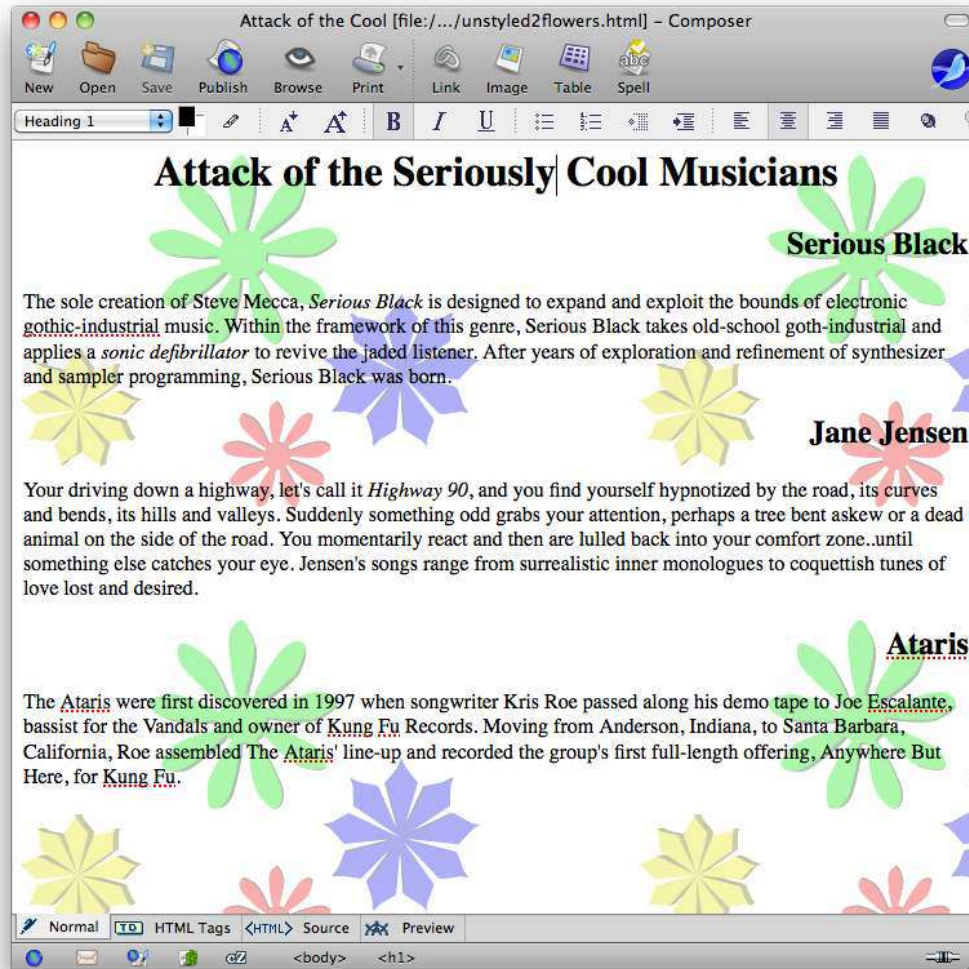 Attack of the Cool [file:/.../unstyled2flowers.html] – Composer
New Open Save Publish Browse Print Link Image Table Spell
Heading 1 A A B I U
Attack of the Seriously Cool Musicians
Serious Black
The sole creation of Steve Mecca, Serious Black is designed to expand and exploit the bounds of electronic
gothic-industrial music. Within the framework of this genre, Serious Black takes old-school goth-industrial and
applies a sonic defibrillator to revive the jaded listener. After years of exploration and refinement of synthesizer
and sampler programming, Serious Black was born.
Jane Jensen
Your driving down a highway, let's call it Highway 90, and you find yourself hypnotized by the road, its curves
and bends, its hills and valleys. Suddenly something odd grabs your attention, perhaps a tree bent askew or a dead
animal on the side of the road. You momentarily react and then are lulled back into your comfort zone..until
something else catches your eye. Jensen's songs range from surrealistic inner monologues to coquettish tunes of
love lost and desired.
Ataris
The Ataris were first discovered in 1997 when songwriter Kris Roe passed along his demo tape to Joe Escalante,
bassist for the Vandals and owner of Kung Fu Records. Moving from Anderson, Indiana, to Santa Barbara,
California, Roe assembled The Ataris' line-up and recorded the group's first full-length offering, Anywhere But
Here, for Kung Fu.
Normal TD HTML Tags <HTML> Source Preview
cZ <body> <h1>